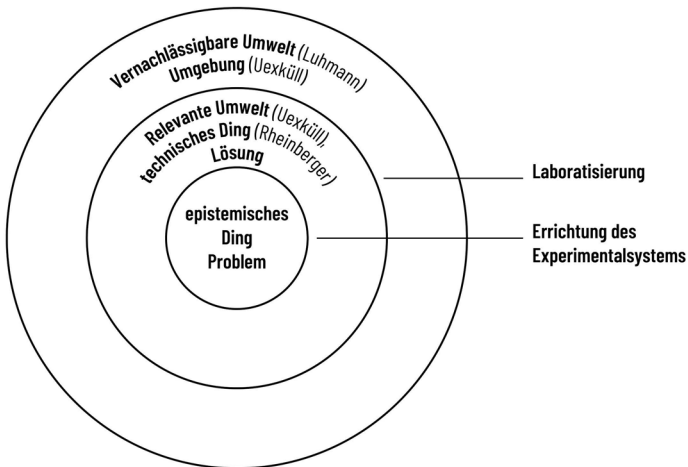 Vernachlässigbare Umwelt (Luhmann)
Umgebung (Uexküll)
Relevante Umwelt (Uexküll),
technisches Ding (Rheinberger)
Lösung
epistemisches
Ding
Problem
Laboratisierung
Errichtung des
Experimentalsystems